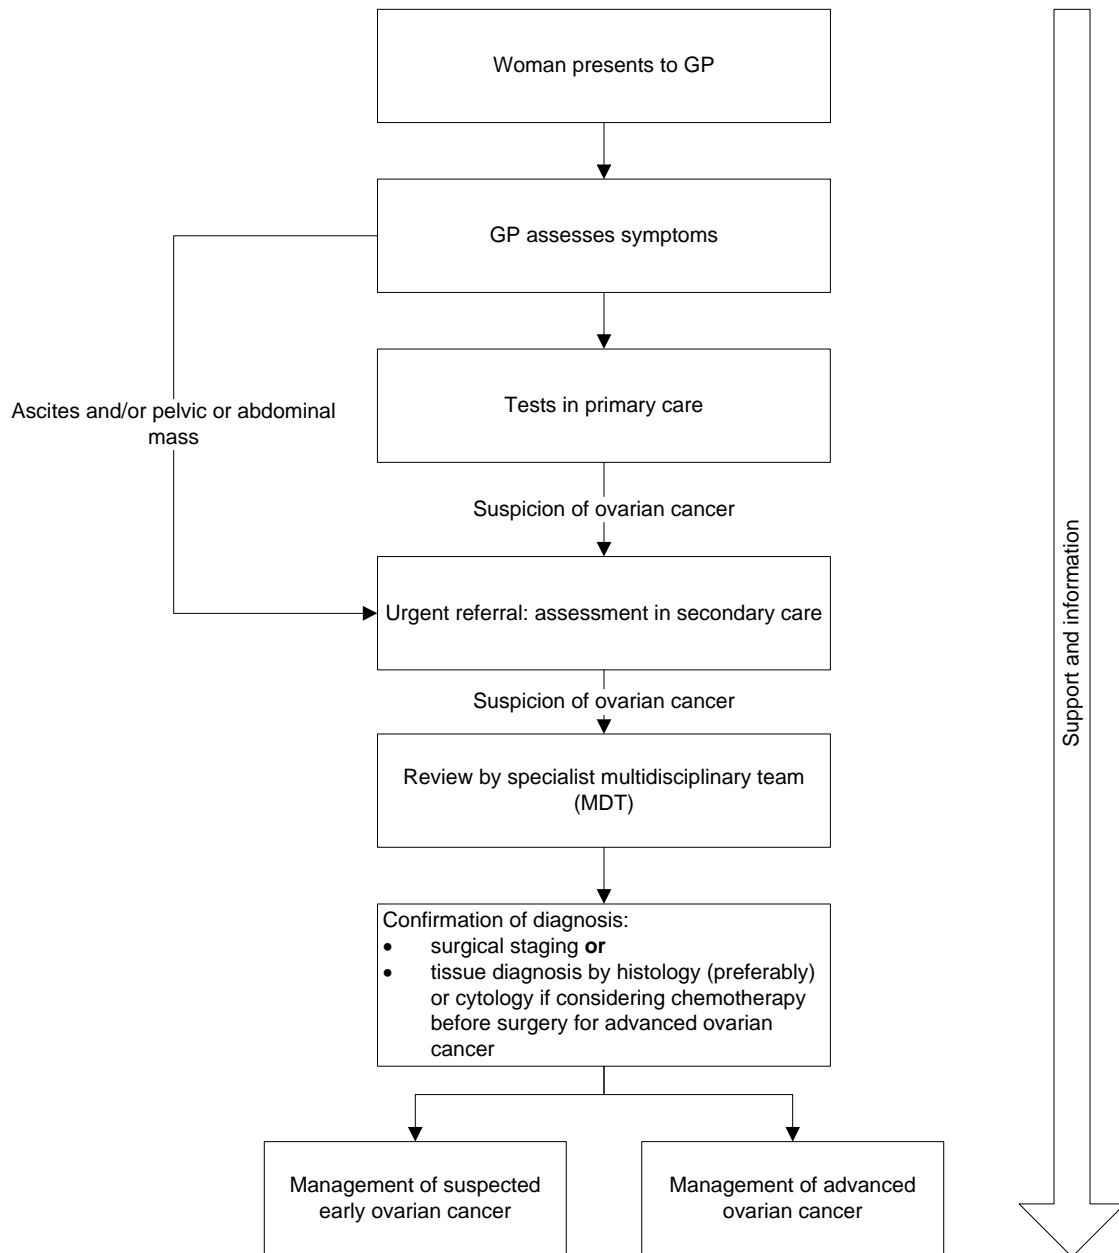 Woman presents to GP
GP assesses symptoms
Tests in primary care
Ascites and/or pelvic or abdominal
mass
Suspicion of ovarian cancer
Urgent referral: assessment in secondary care
Suspicion of ovarian cancer
Review by specialist multidisciplinary team
(MDT)
Confirmation of diagnosis:
• surgical staging or
• tissue diagnosis by histology (preferably)
or cytology if considering chemotherapy
before surgery for advanced ovarian
cancer
Management of suspected
early ovarian cancer
Management of advanced
ovarian cancer
Support and information